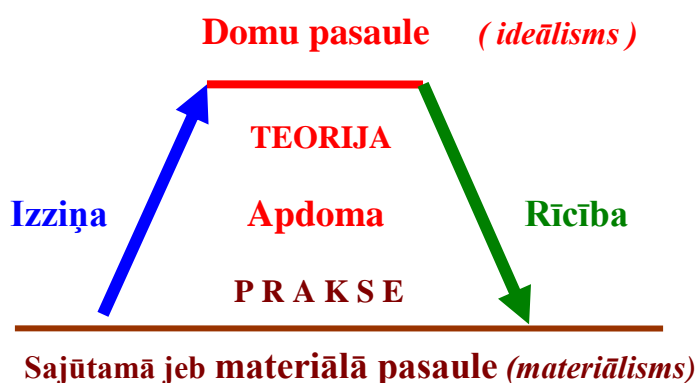 Domu pasaule ( ideālisms )
TEORIJA
Izziņa Apdoma Rīcība
P R A K S E
Sajūtamā jeb materiālā pasaule (materiālisms)